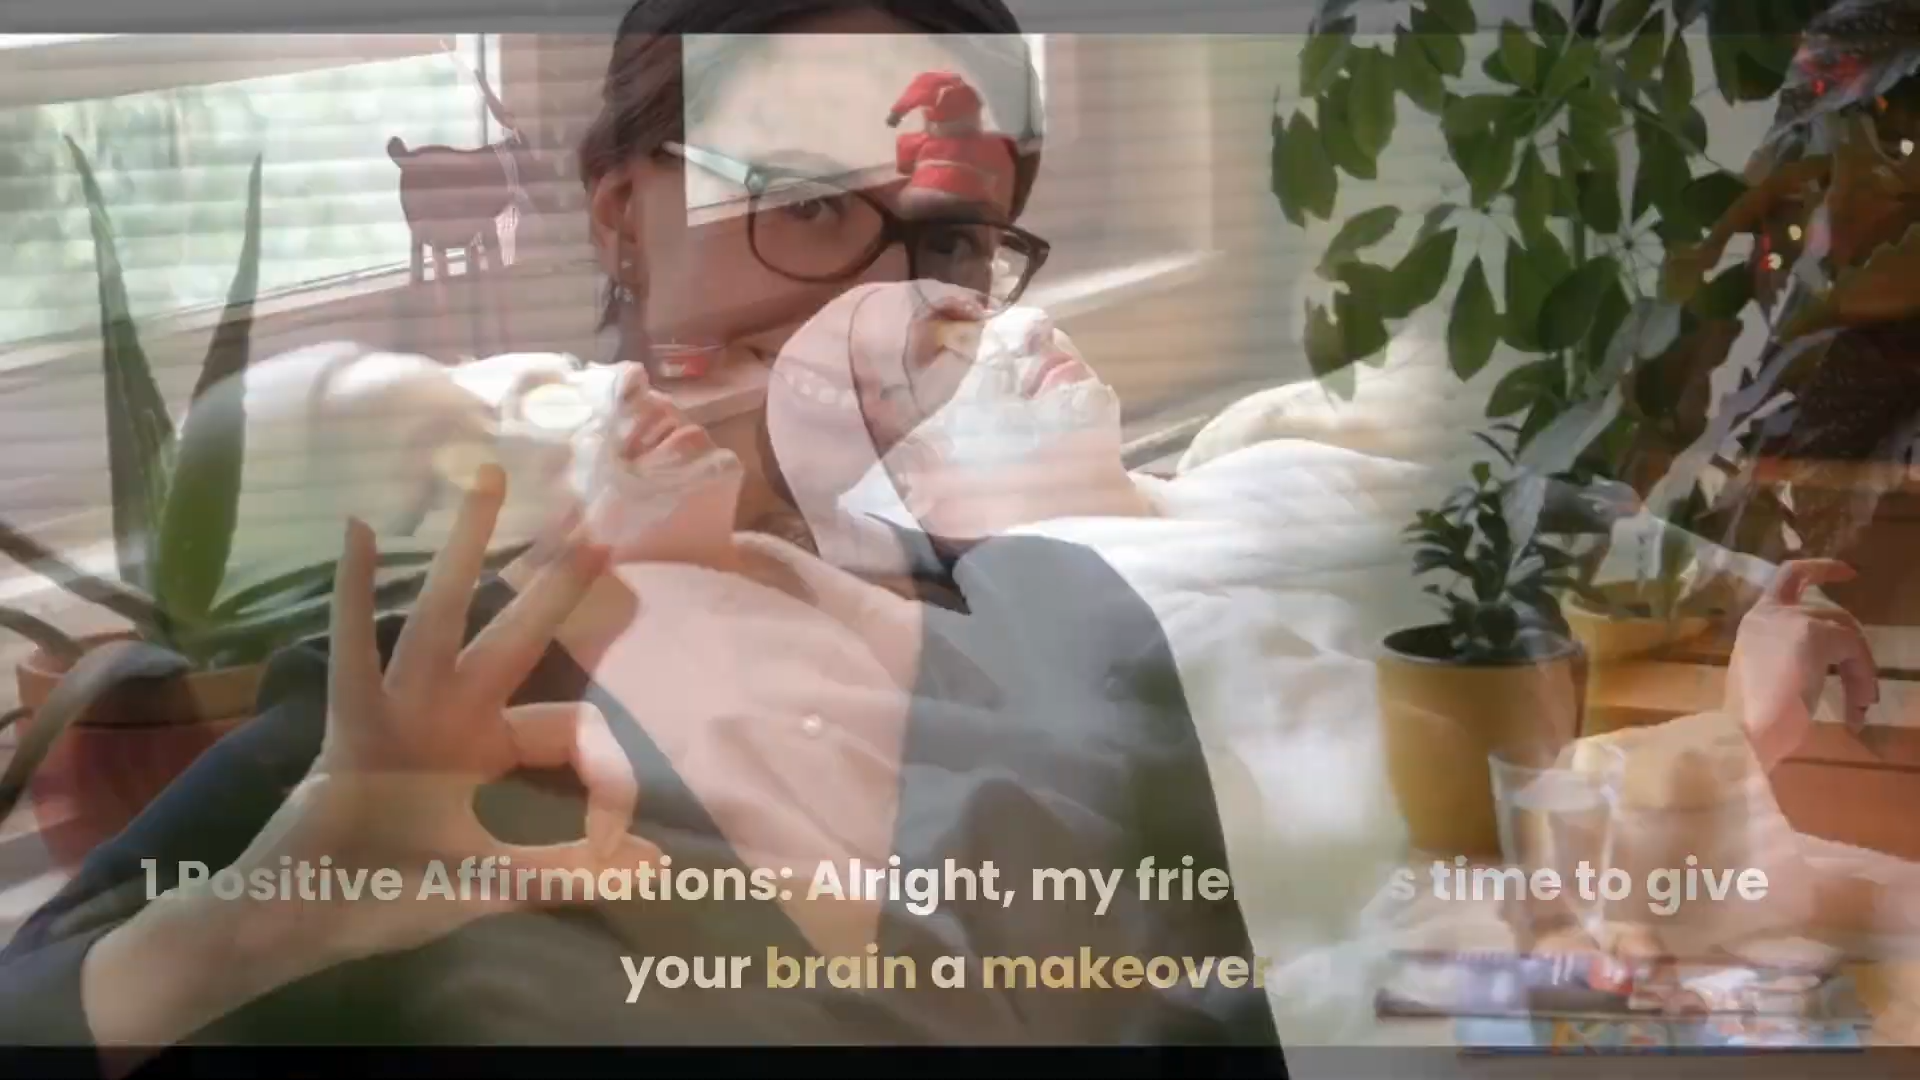 1.Positive Affirmations: Alright, my frie s time to give
your brain a makeover